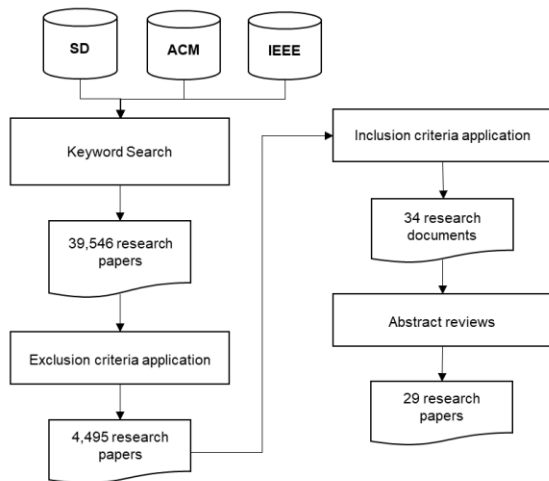 SD
ACM
IEEE
Keyword Search
39,546 research
papers
Exclusion criteria application
4,495 research
papers
Inclusion criteria application
34 research
documents
Abstract reviews
29 research
papers